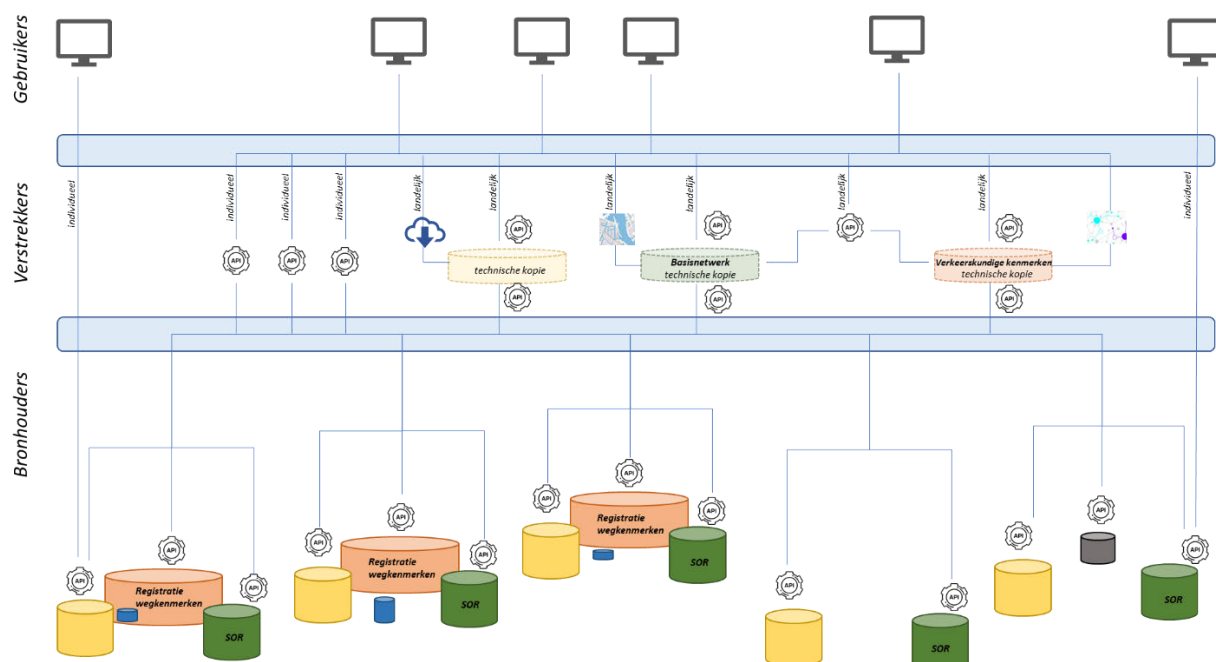 Gebruikers
Verstrekkers
Bronhouders
individueel
individueel
individueel
individueel
landelijk
landelijk
landelijk
landelijk
landelijk
landelijk
individueel
API
API
API
API
API
API
API
technische kopie
Basisnetwerk
technische kopie
Verkeerskundige kenmerken
technische kopie
API
API
API
API
API
API
Registratie
wegkenmerken
SOR
API
API
API
Registratie
wegkenmerken
SOR
API
API
API
Registratie
wegkenmerken
SOR
API
API
SOR
API
API
API
SOR